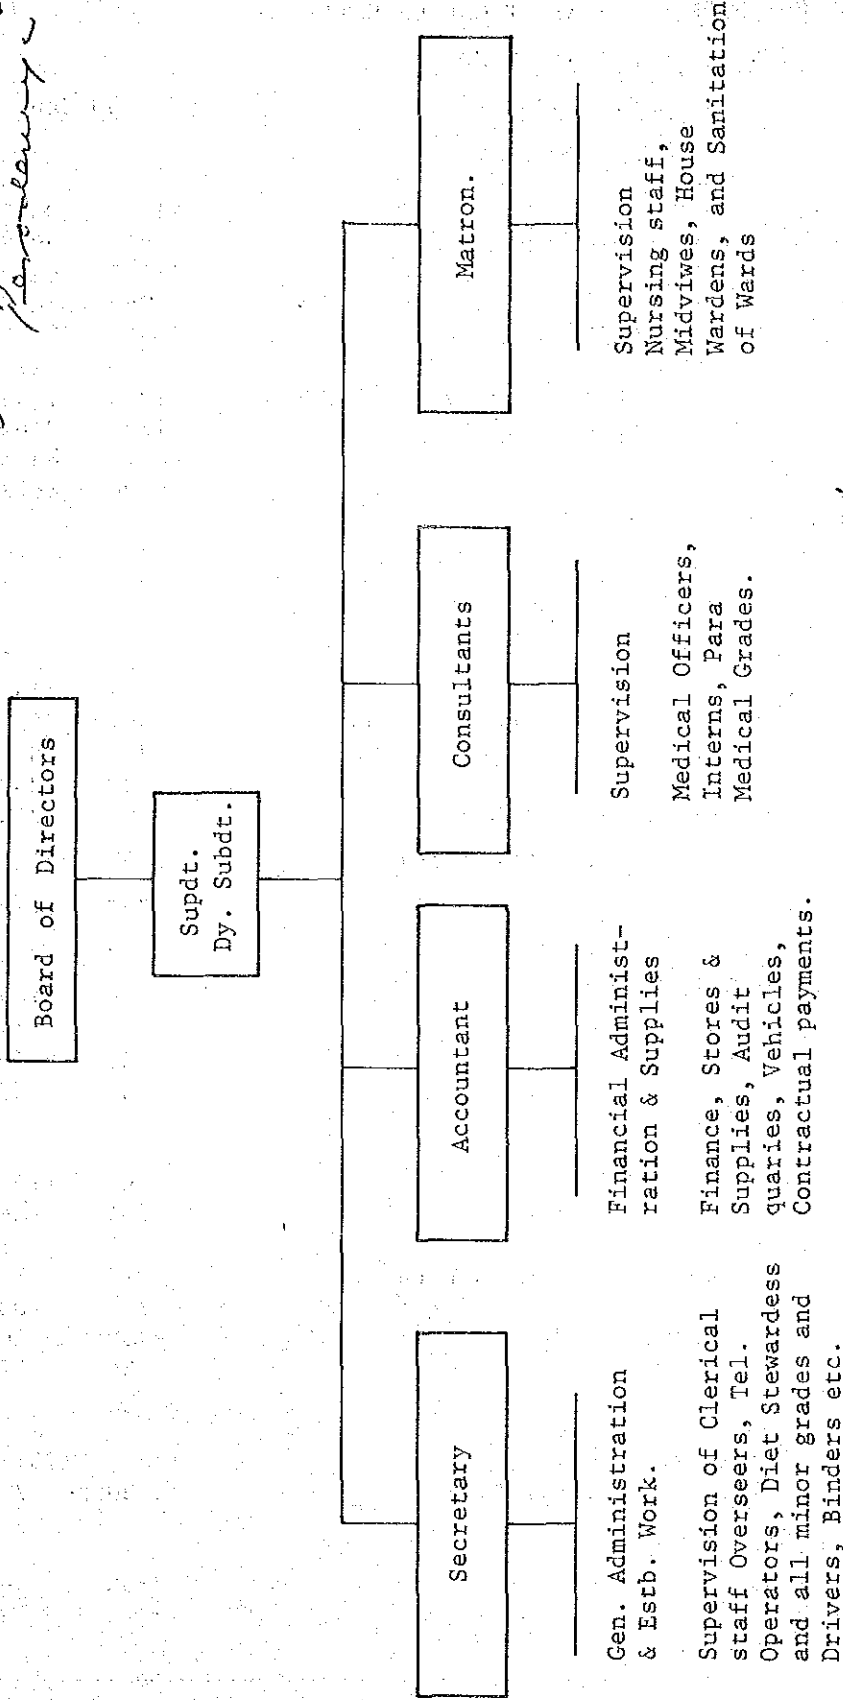 Board of Directors
Supdt.
Dy. Subdt.
Secretary
Accountant
Consultants
Matron.
Gen. Administration
& Estb. Work.
Supervision of Clerical
staff Overseers, Tel.
Operators, Diet Stewardess
and all minor grades and
Drivers, Binders etc.
Financial Administ-
ration & Supplies
Finance, Stores &
Supplies, Audit
quaries, Vehicles,
Contractual payments.
Supervision
Medical Officers,
Interns, Para
Medical Grades.
Supervision
Nursing staff,
Midviwes, House
Wardens, and Sanitation
of Wards